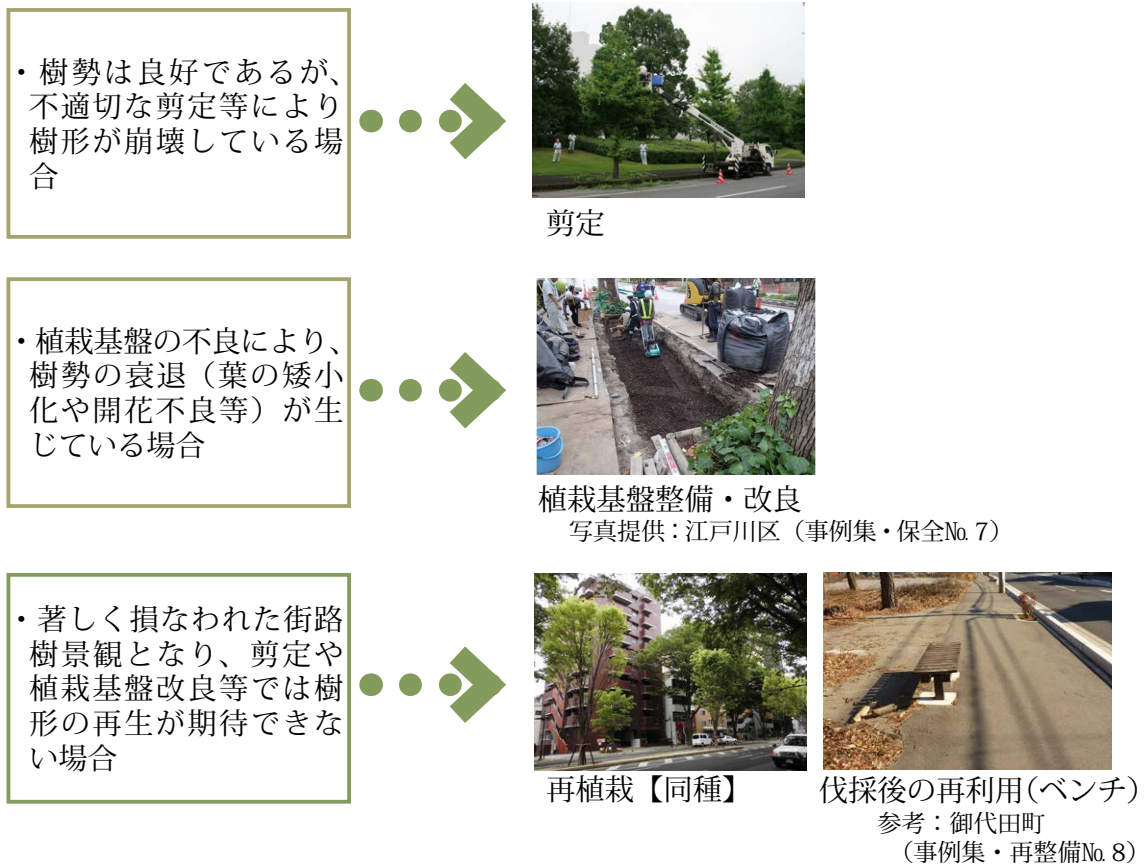 ・樹勢は良好であるが、
不適切な剪定等により
樹形が崩壊している場
合
剪定
・植栽基盤の不良により、
樹勢の衰退（葉の矮小
化や開花不良等）が生
じている場合
植栽基盤整備・改良
写真提供：江戸川区（事例集・保全№7）
・著しく損なわれた街路
樹景観となり、剪定や
植栽基盤改良等では樹
形の再生が期待できな
い場合
再植栽【同種】
伐採後の再利用（ベンチ）
参考：御代田町
（事例集・再整備№8）